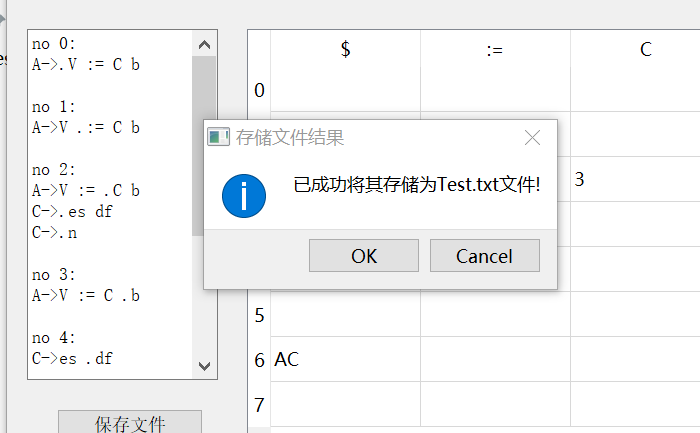 es
no 0:
A->.V := C b
no 1:
A->V .:= C b
no 2:
A->V := .C b
C->.es df
C->.n
no 3:
A->V := C .b
no 4:
C->es .df
保存文件
$ := C
0
3
5
6 AC
7
存储文件结果
已成功将其存储为Test.txt文件!
OK Cancel